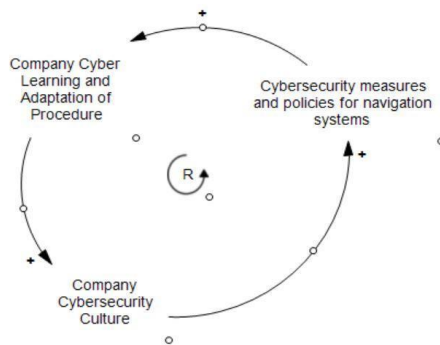 +
Company Cyber
Learning and
Adaptation of
Procedure
Cybersecurity measures
and policies for navigation
systems
+
R
+
Company
Cybersecurity
Culture